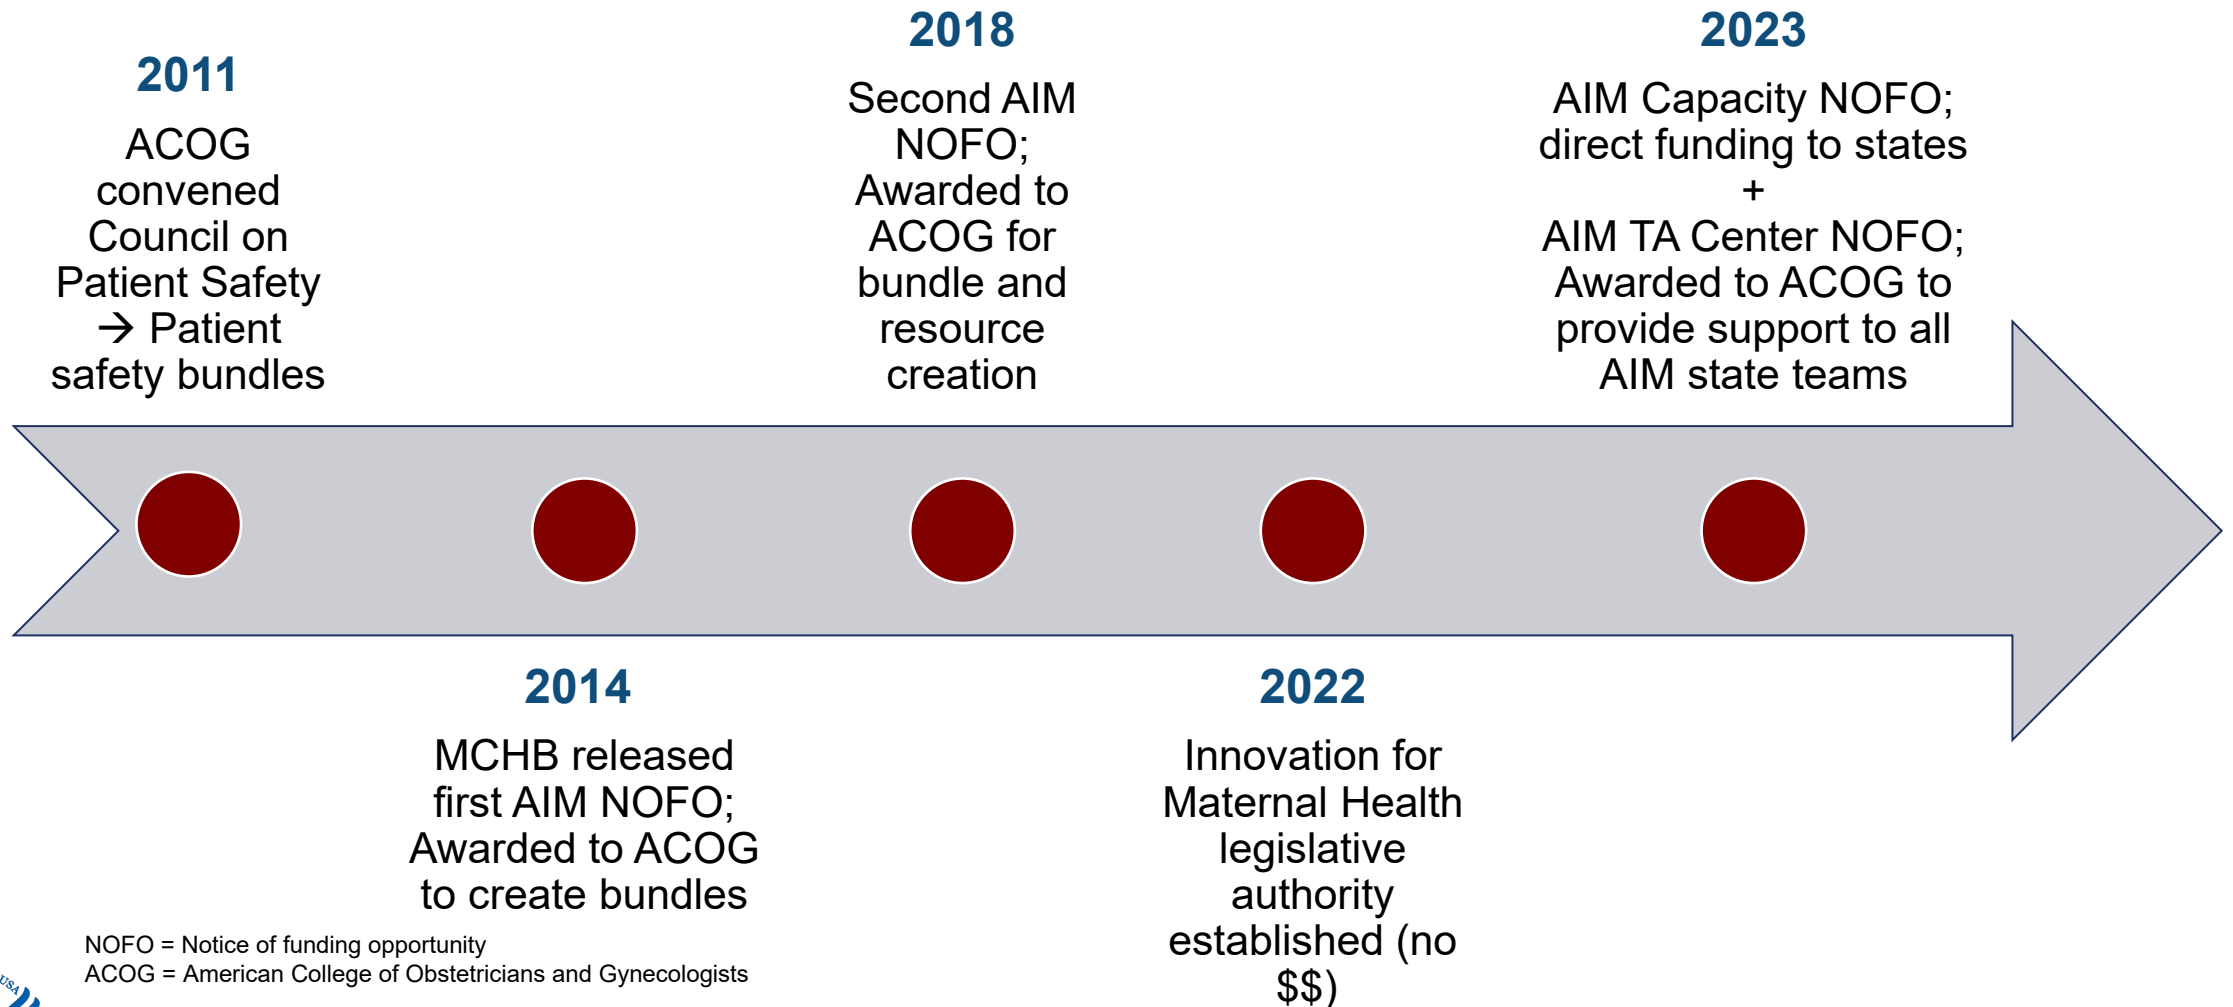 2011
ACOG
convened
Council on
Patient Safety
→ Patient
safety bundles
2014
MCHB released
first AIM NOFO;
Awarded to ACOG
to create bundles
2018
Second AIM
NOFO;
Awarded to
ACOG for
bundle and
resource
creation
2022
Innovation for
Maternal Health
legislative
authority
established (no
$$)
2023
AIM Capacity NOFO;
direct funding to states
+
AIM TA Center NOFO;
Awarded to ACOG to
provide support to all
AIM state teams
NOFO = Notice of funding opportunity
ACOG = American College of Obstetricians and Gynecologists
USA